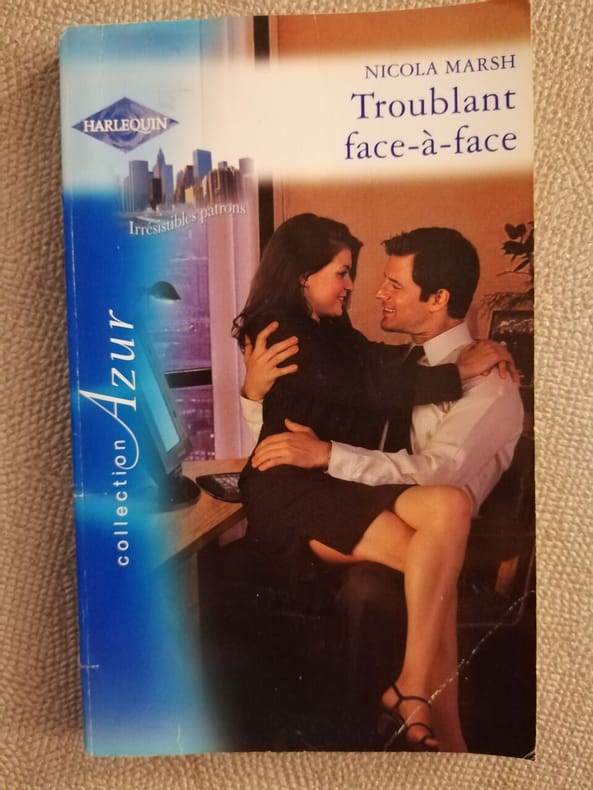 NICOLA MARSH
Troublant
face-à-face
HARLEQUIN
Irrésistibles patrons
collection Azur